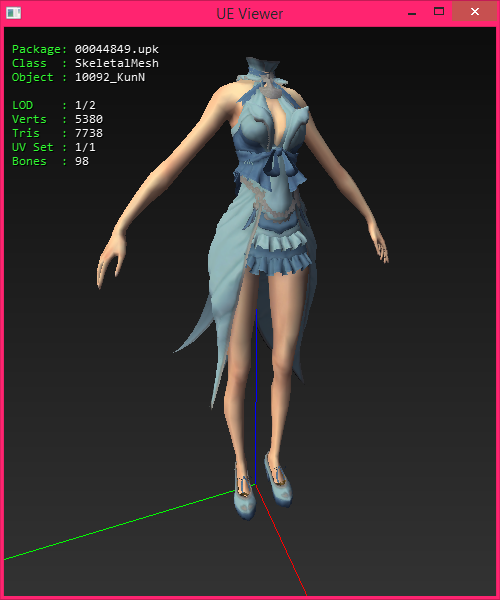 UE Viewer
Package: 00044849.upk
Class  : SkeletalMesh
Object : 10092_KunN
LOD    : 1/2
Verts  : 5380
Tris   : 7738
UV Set : 1/1
Bones  : 98